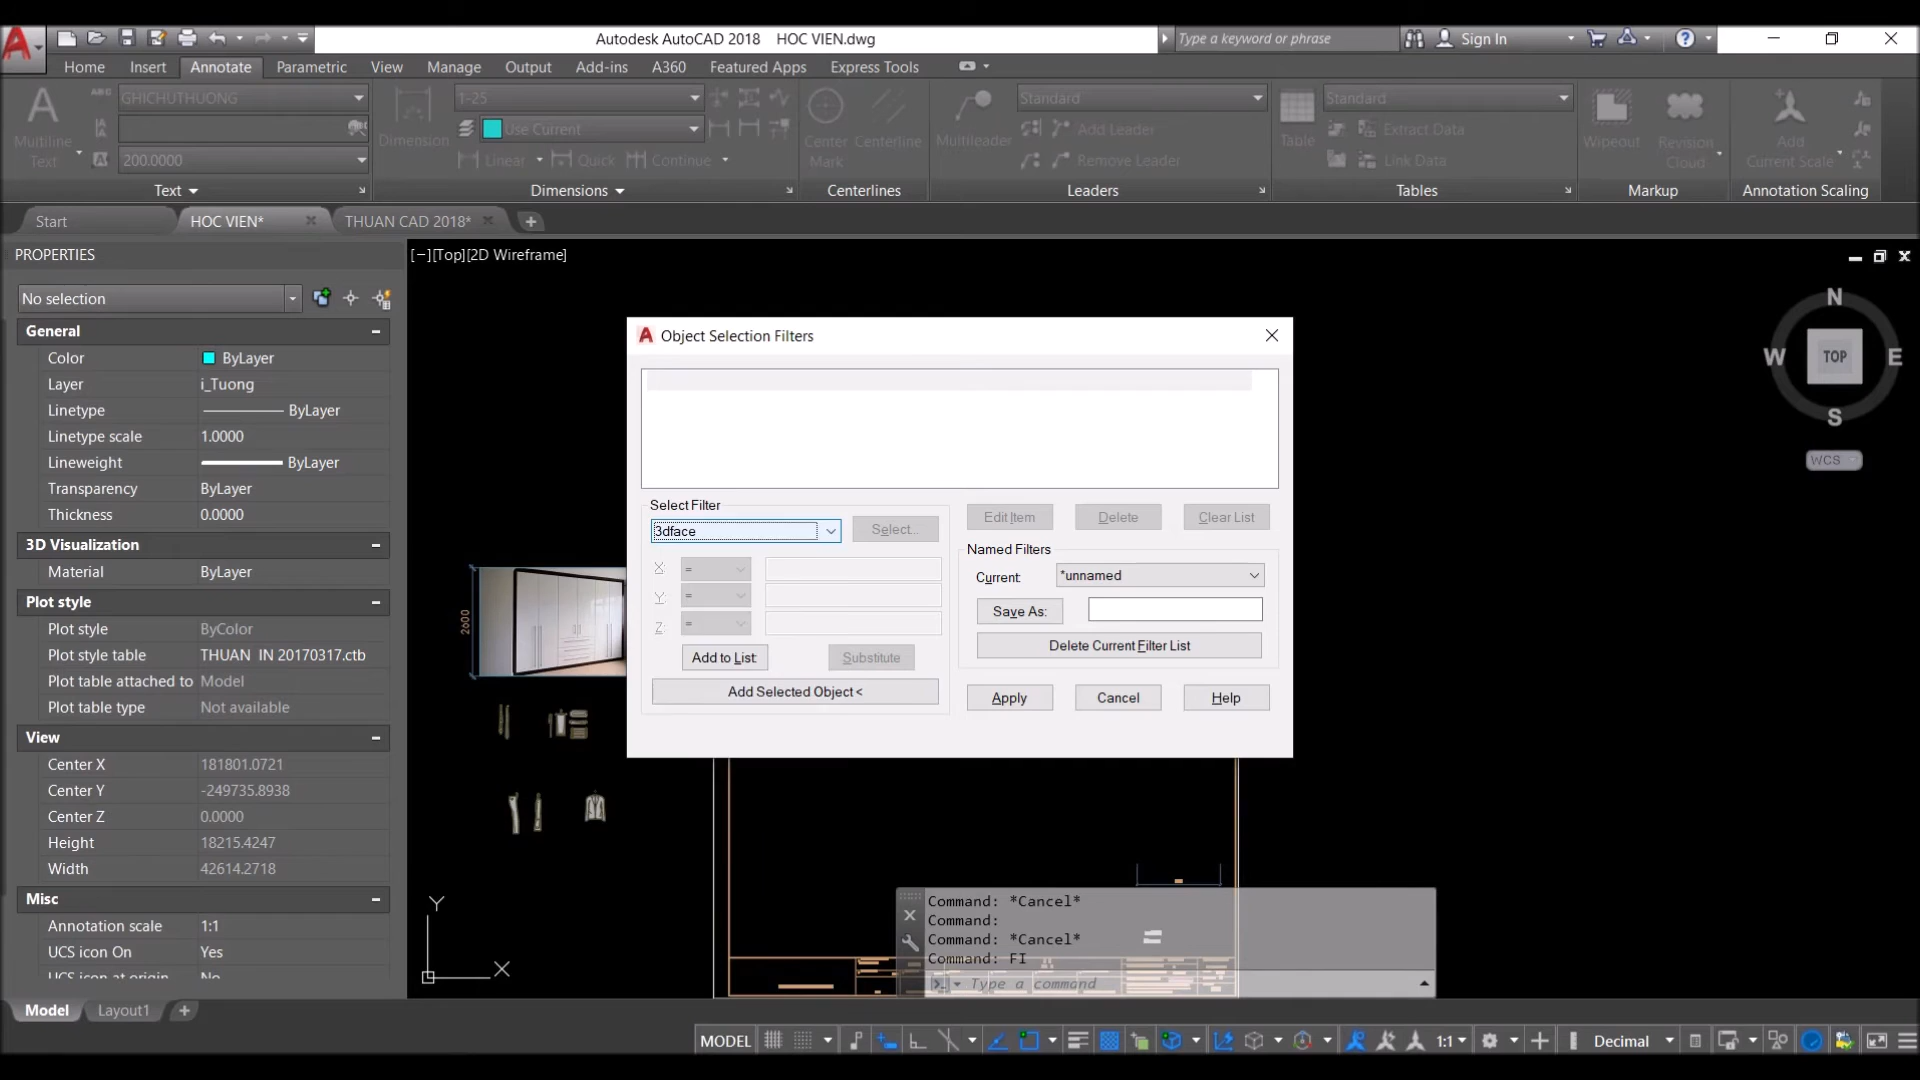 Autodesk AutoCAD 2018 HOC VIEN.dwg
Type a keyword or phrase
Sign In
Home Insert Annotate Parametric View Manage Output Add-ins A360 Featured Apps Express Tools
Multiline Text
GHICHUTHUONG
200.0000
Dimension
1-25
Use Current
Linear Quick Continue
Center Mark
Centerline
Multileader
Standard
Add Leader
Remove Leader
Table
Standard
Extract Data
Link Data
Wipeout
Revision Cloud
Add Current Scale
Text Dimensions Centerlines Leaders Tables Markup Annotation Scaling
Start HOC VIEN* THUAN CAD 2018*
PROPERTIES
[−][Top][2D Wireframe]
No selection
General
Color ByLayer
Layer i_Tuong
Linetype ByLayer
Linetype scale 1.0000
Lineweight ByLayer
Transparency ByLayer
Thickness 0.0000
3D Visualization
Material ByLayer
Plot style
Plot style ByColor
Plot style table THUAN IN 20170317.ctb
Plot table attached to Model
Plot table type Not available
View
Center X 181801.0721
Center Y -249735.8938
Center Z 0.0000
Height 18215.4247
Width 42614.2718
Misc
Annotation scale 1:1
UCS icon On Yes
UCS icon at origin No
2600
Y
X
N
W TOP E
S
WCS
Object Selection Filters
Select Filter
3dface
Select...
X: =
Y: =
Z: =
Add to List:
Substitute
Add Selected Object <
Edit Item
Delete
Clear List
Named Filters
Current: *unnamed
Save As:
Delete Current Filter List
Apply
Cancel
Help
Command: *Cancel*
Command:
Command: *Cancel*
Command: FI
Type a command
Model Layout1
MODEL 1:1 Decimal